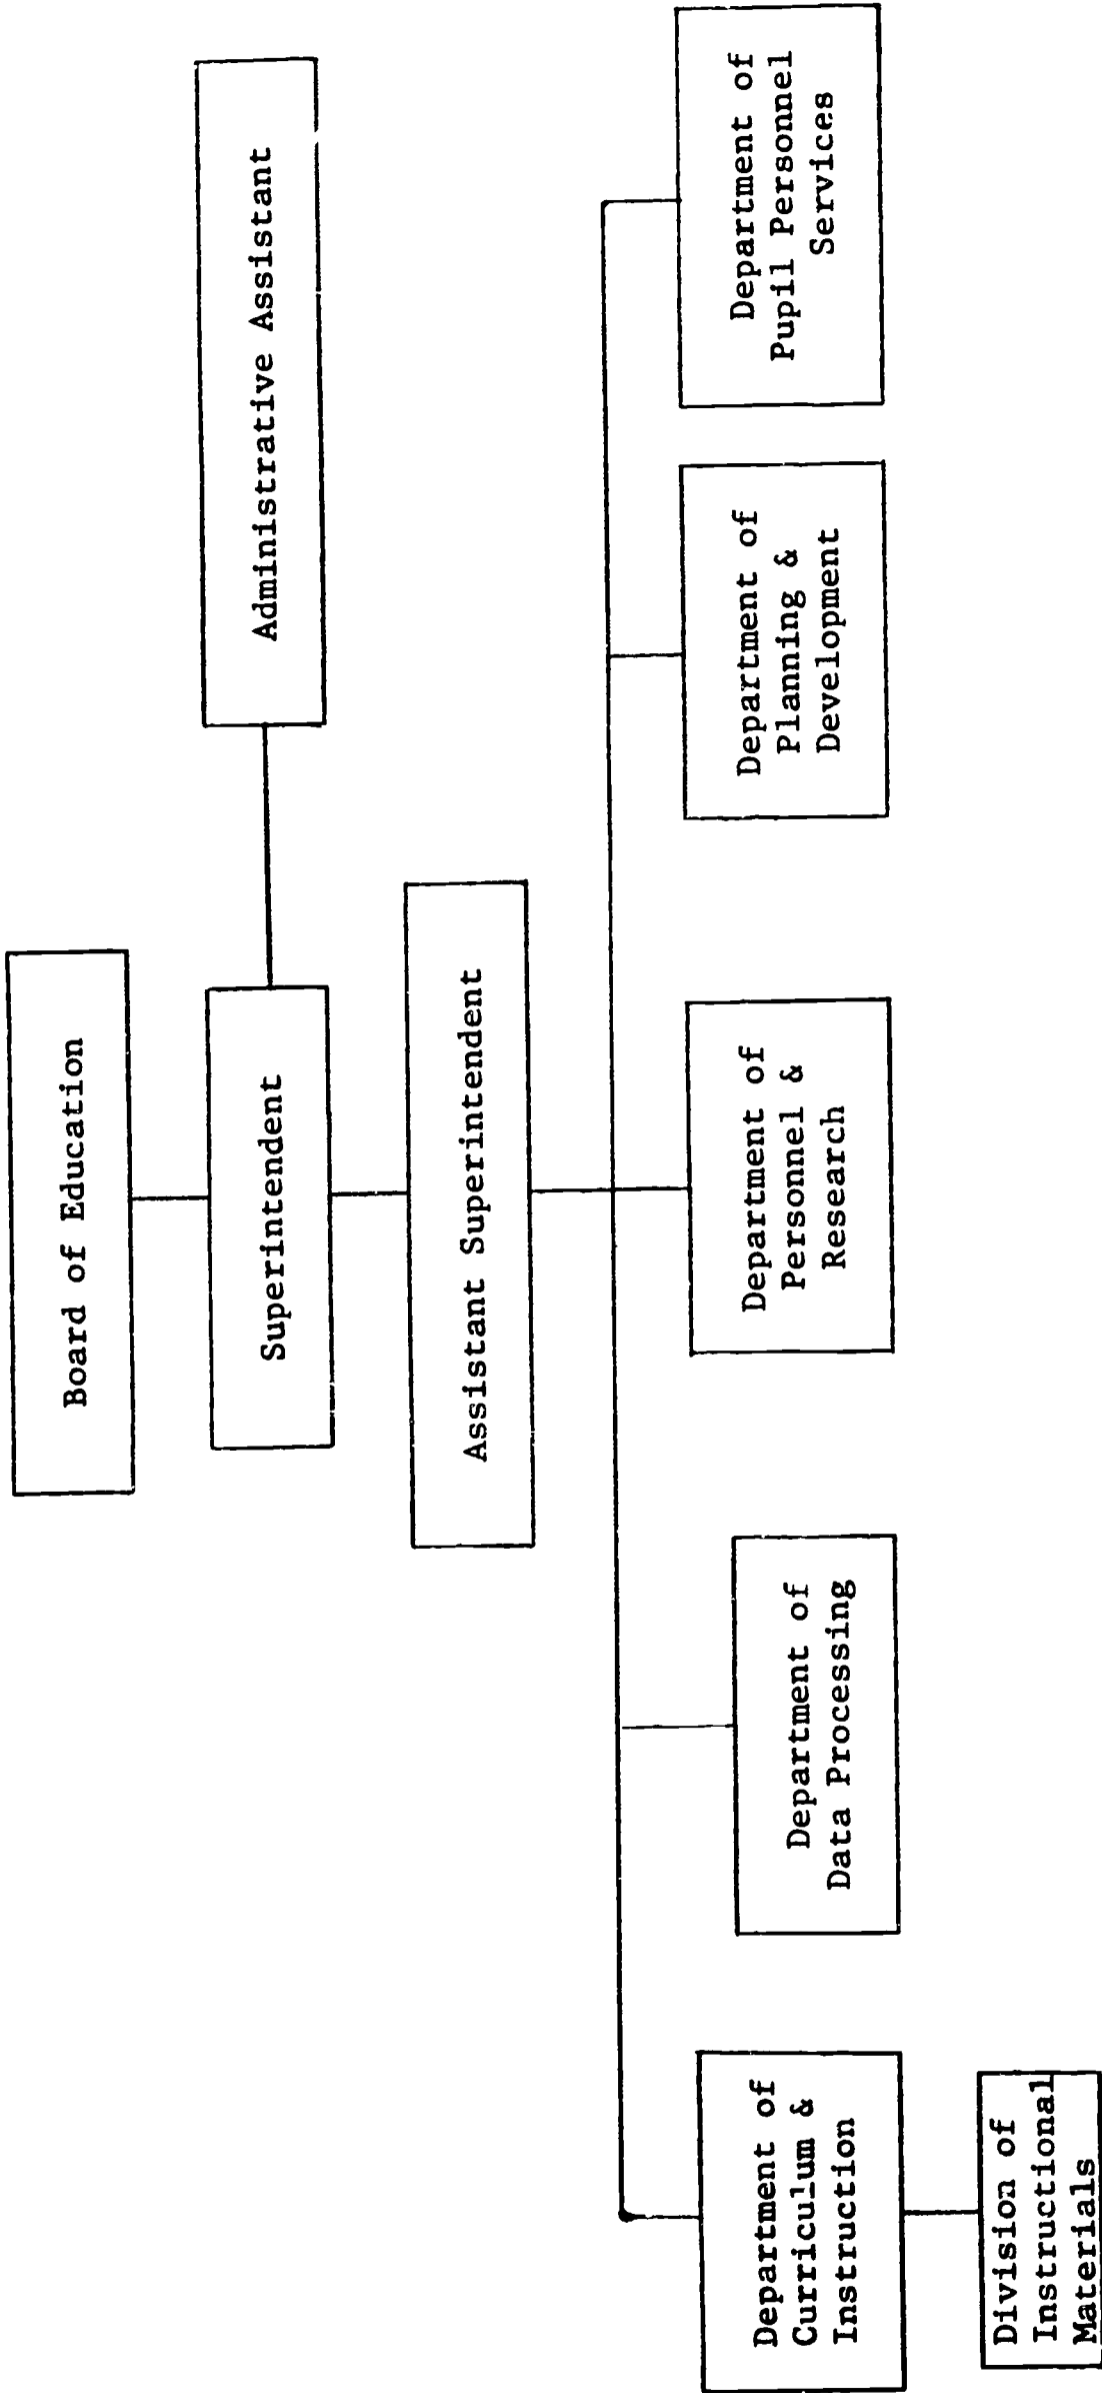 Board of Education
Superintendent
Administrative Assistant
Assistant Superintendent
Department of
Curriculum &
Instruction
Department of
Data Processing
Department of
Personnel &
Research
Department of
Planning &
Development
Department of
Pupil Personnel
Services
Division of
Instructional
Materials